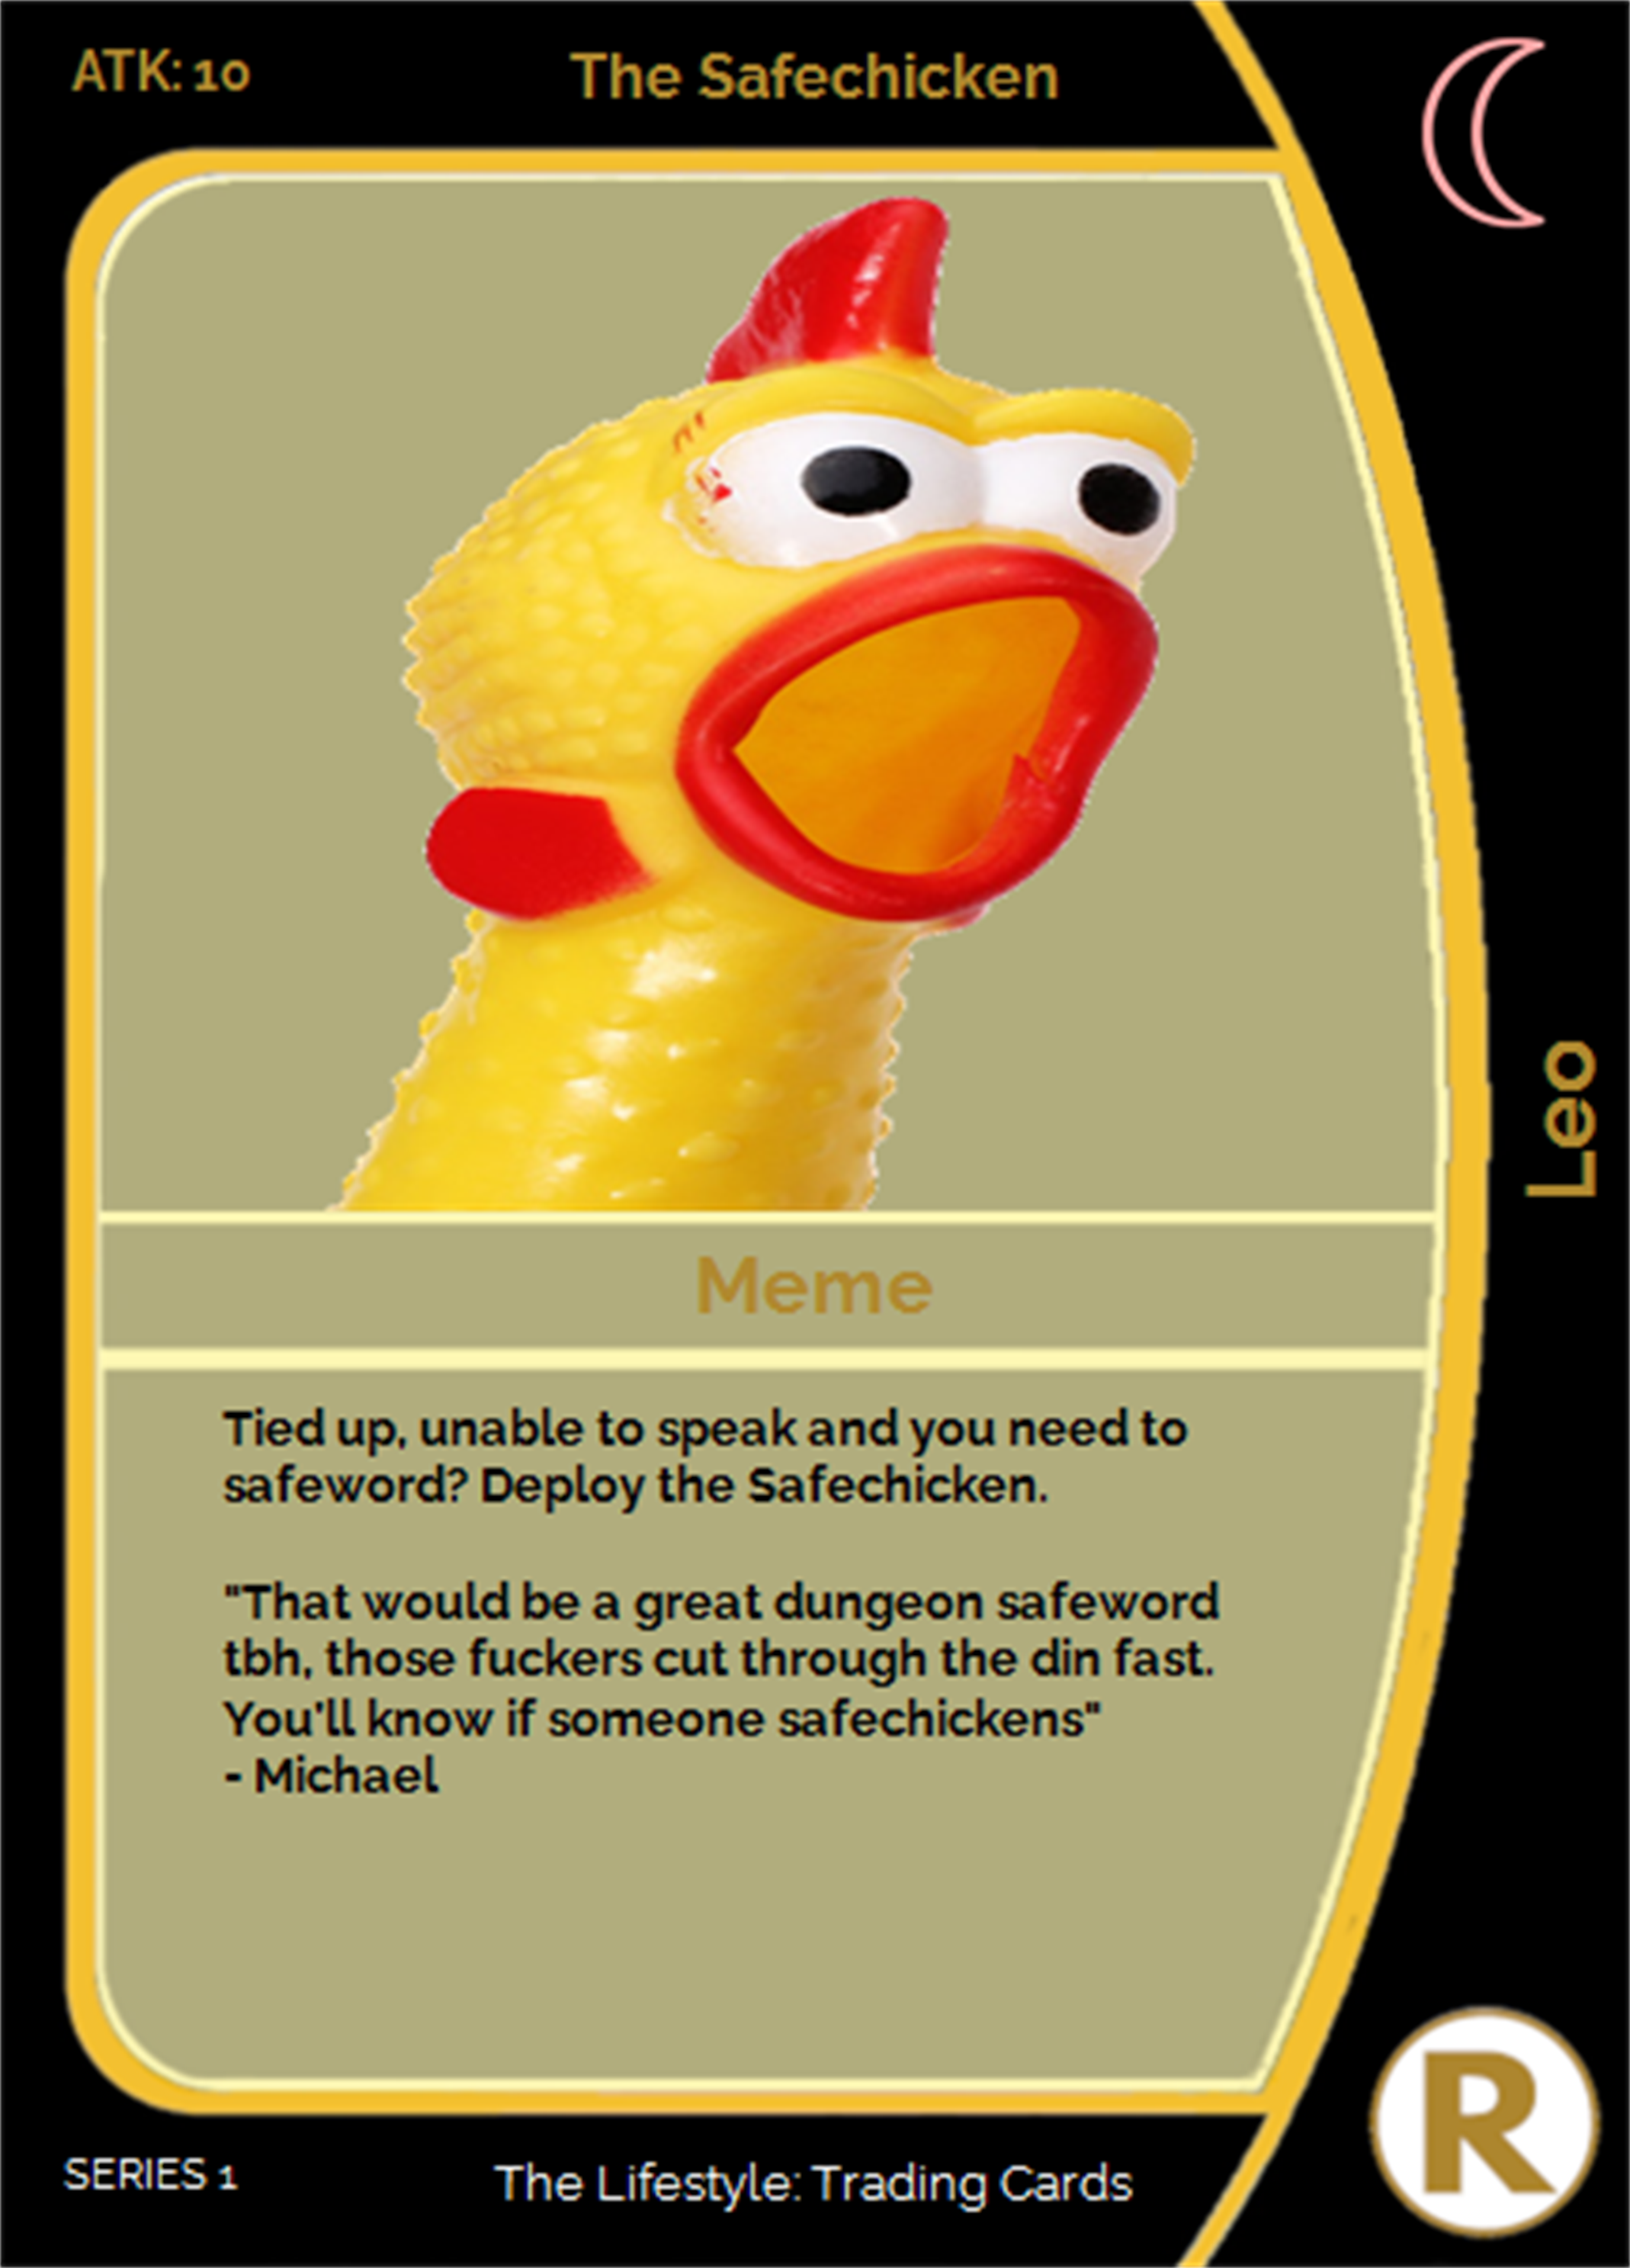 ATK: 10
The Safechicken
Leo
Meme
Tied up, unable to speak and you need to
safeword? Deploy the Safechicken.
"That would be a great dungeon safeword
tbh, those fuckers cut through the din fast.
You'll know if someone safechickens"
- Michael
R
SERIES 1
The Lifestyle: Trading Cards